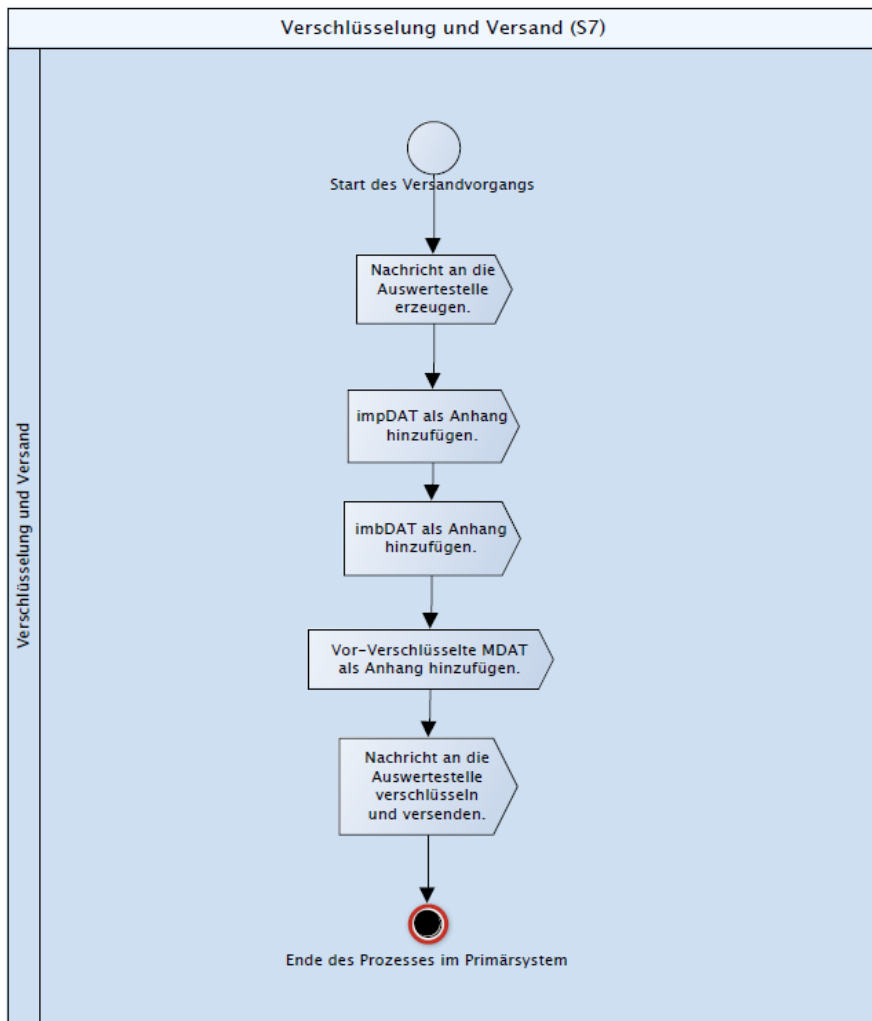 Verschlüsselung und Versand (S7)
Verschlüsselung und Versand
Start des Versandvorgangs
Nachricht an die
Auswertestelle
erzeugen.
impDAT als Anhang
hinzufügen.
imbDAT als Anhang
hinzufügen.
Vor-Verschlüsselte MDAT
als Anhang hinzufügen.
Nachricht an die
Auswertestelle
verschlüseln
und versenden.
Ende des Prozesses im Primärsystem